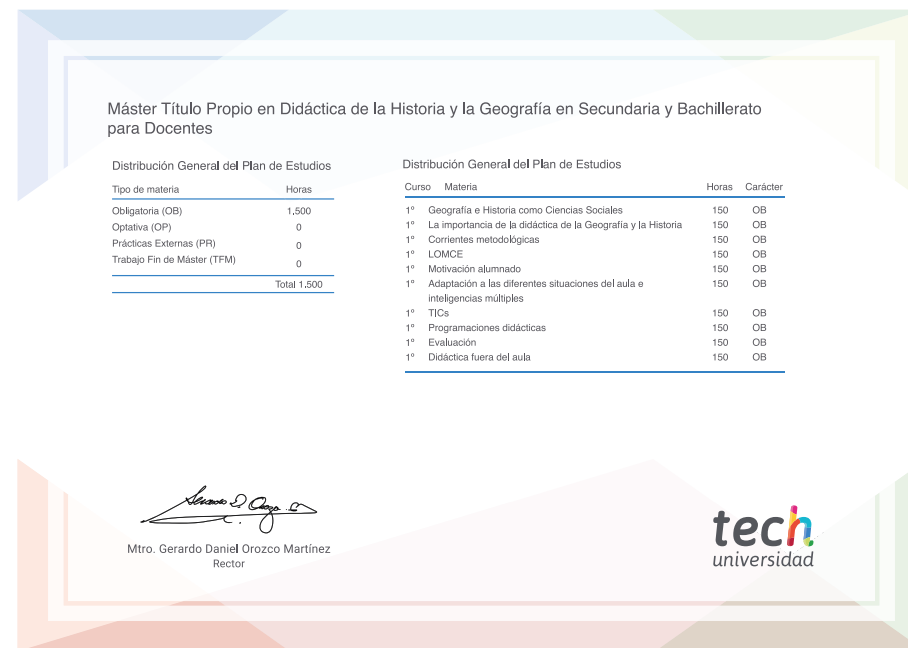 Máster Título Propio en Didáctica de la Historia y la Geografía en Secundaria y Bachillerato
para Docentes
Distribución General del Plan de Estudios
Tipo de materia Horas
Obligatoria (OB) 1,500
Optativa (OP) 0
Prácticas Externas (PR) 0
Trabajo Fin de Máster (TFM) 0
Total 1.500
Distribución General del Plan de Estudios
Curso Materia Horas Carácter
1º Geografía e Historia como Ciencias Sociales 150 OB
1º La importancia de la didáctica de la Geografía y la Historia 150 OB
1º Corrientes metodológicas 150 OB
1º LOMCE 150 OB
1º Motivación alumnado 150 OB
1º Adaptación a las diferentes situaciones del aula e 150 OB
inteligencias múltiples
1º TICs 150 OB
1º Programaciones didácticas 150 OB
1º Evaluación 150 OB
1º Didáctica fuera del aula 150 OB
Mtro. Gerardo Daniel Orozco Martínez
Rector
tech
universidad